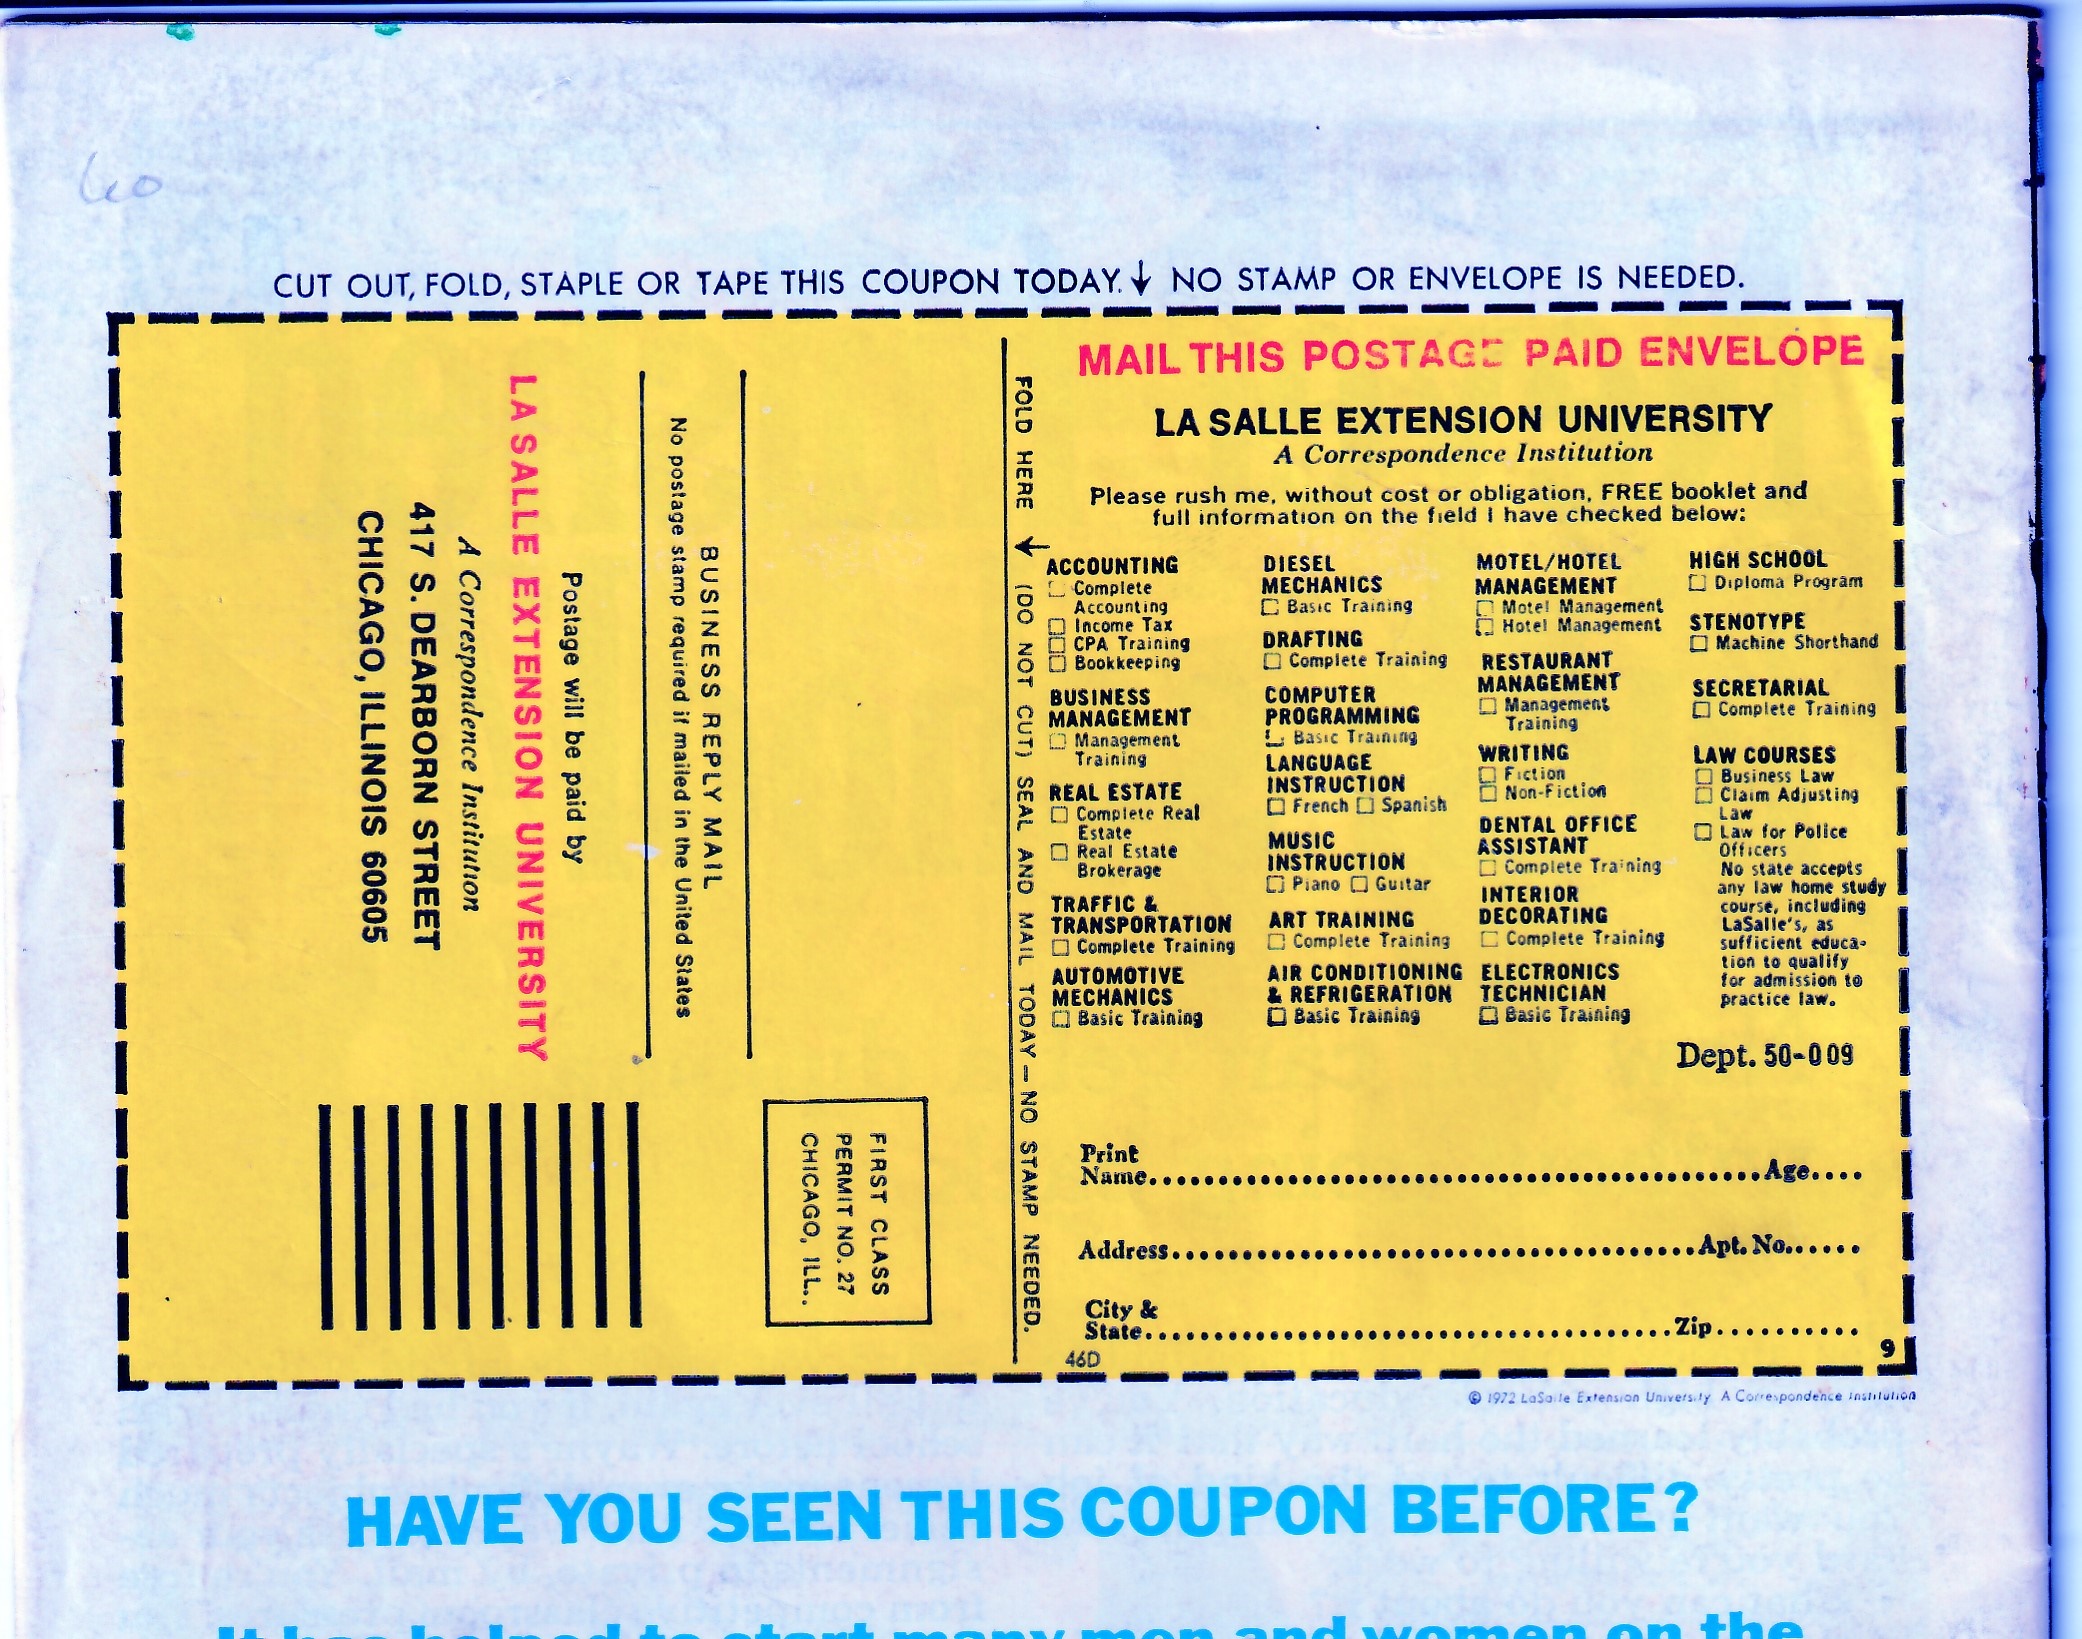 60
CUT OUT, FOLD, STAPLE OR TAPE THIS COUPON TODAY. ↓ NO STAMP OR ENVELOPE IS NEEDED.
FIRST CLASS
PERMIT NO. 27
CHICAGO, ILL..
BUSINESS REPLY MAIL
No postage stamp required if mailed in the United States
Postage will be paid by
LA SALLE EXTENSION UNIVERSITY
A Correspondence Institution
417 S. DEARBORN STREET
CHICAGO, ILLINOIS 60605
FOLD HERE ↓ (DO NOT CUT) SEAL AND MAIL TODAY – NO STAMP NEEDED.
MAIL THIS POSTAGE PAID ENVELOPE
LA SALLE EXTENSION UNIVERSITY
A Correspondence Institution
Please rush me, without cost or obligation, FREE booklet and
full information on the field I have checked below:
ACCOUNTING
☐ Complete
Accounting
☐ Income Tax
☐ CPA Training
☐ Bookkeeping
BUSINESS
MANAGEMENT
☐ Management
Training
REAL ESTATE
☐ Complete Real
Estate
☐ Real Estate
Brokerage
TRAFFIC &
TRANSPORTATION
☐ Complete Training
AUTOMOTIVE
MECHANICS
☐ Basic Training
DIESEL
MECHANICS
☐ Basic Training
DRAFTING
☐ Complete Training
COMPUTER
PROGRAMMING
☐ Basic Training
LANGUAGE
INSTRUCTION
☐ French ☐ Spanish
MUSIC
INSTRUCTION
☐ Piano ☐ Guitar
ART TRAINING
☐ Complete Training
AIR CONDITIONING
& REFRIGERATION
☐ Basic Training
MOTEL/HOTEL
MANAGEMENT
☐ Motel Management
☐ Hotel Management
RESTAURANT
MANAGEMENT
☐ Management
Training
WRITING
☐ Fiction
☐ Non-Fiction
DENTAL OFFICE
ASSISTANT
☐ Complete Training
INTERIOR
DECORATING
☐ Complete Training
ELECTRONICS
TECHNICIAN
☐ Basic Training
HIGH SCHOOL
☐ Diploma Program
STENOTYPE
☐ Machine Shorthand
SECRETARIAL
☐ Complete Training
LAW COURSES
☐ Business Law
☐ Claim Adjusting
Law
☐ Law for Police
Officers
No state accepts
any law home study
course, including
LaSalle's, as
sufficient educa-
tion to qualify
for admission to
practice law.
Dept. 50-009
Print
Name.................................................Age....
Address.......................................Apt. No......
City &
State.......................................Zip..........
46D
9
© 1972 LaSalle Extension University A Correspondence Institution
HAVE YOU SEEN THIS COUPON BEFORE?
It has helped to start many men and women on the